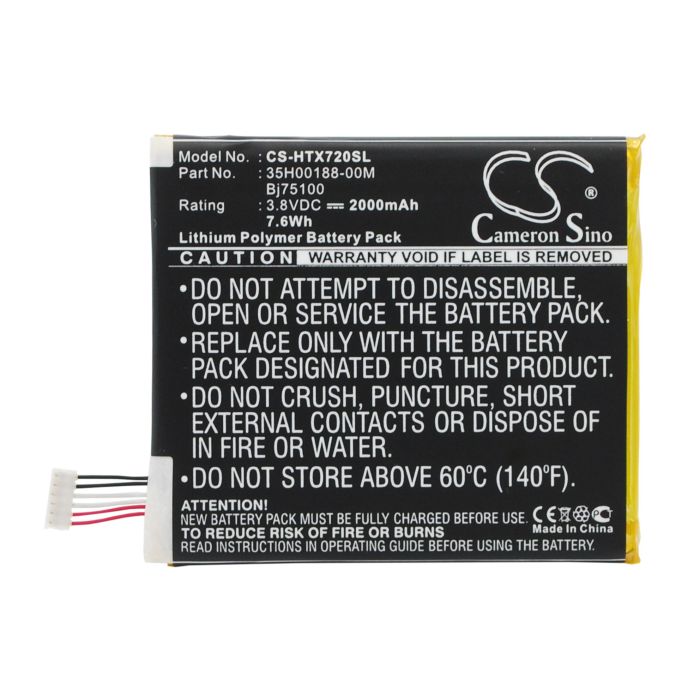 Model No. : CS-HTX720SL
Part No. : 35H00188-00M
Bj75100
Rating : 3.8VDC ⎓ 2000mAh
7.6Wh
Lithium Polymer Battery Pack
CS
®
Cameron Sino
CAUTION WARRANTY VOID IF LABEL IS REMOVED
•DO NOT ATTEMPT TO DISASSEMBLE,
OPEN OR SERVICE THE BATTERY PACK.
•REPLACE ONLY WITH THE BATTERY
PACK DESIGNATED FOR THIS PRODUCT.
•DO NOT CRUSH, PUNCTURE, SHORT
EXTERNAL CONTACTS OR DISPOSE OF
IN FIRE OR WATER.
•DO NOT STORE ABOVE 60ºC (140ºF).
ATTENTION!
NEW BATTERY PACK MUST BE FULLY CHARGED BEFORE USE.
TO REDUCE RISK OF FIRE OR BURNS
READ INSTRUCTIONS GUIDE BEFORE USING THE BATTERY.
CE
Made In China